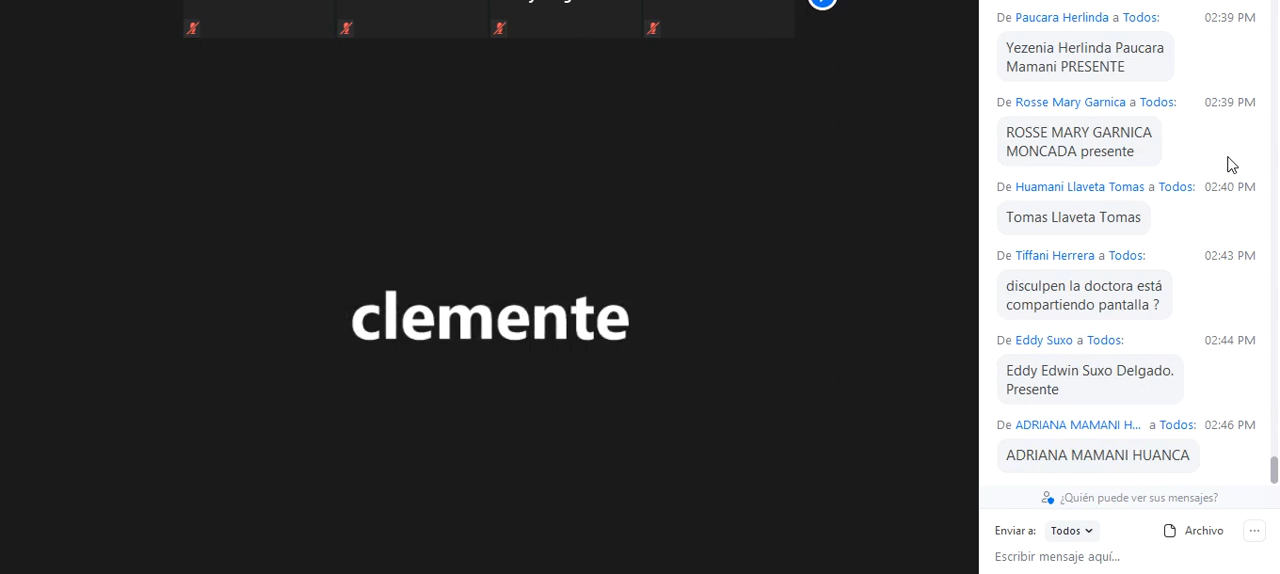 De Paucara Herlinda a Todos: 02:39 PM
Yezenia Herlinda Paucara
Mamani PRESENTE
De Rosse Mary Garnica a Todos: 02:39 PM
ROSSE MARY GARNICA
MONCADA presente
De Huamani Llaveta Tomas a Todos: 02:40 PM
Tomas Llaveta Tomas
De Tiffani Herrera a Todos: 02:43 PM
disculpen la doctora está
compartiendo pantalla ?
clemente
De Eddy Suxo a Todos: 02:44 PM
Eddy Edwin Suxo Delgado.
Presente
De ADRIANA MAMANI H... a Todos: 02:46 PM
ADRIANA MAMANI HUANCA
¿Quién puede ver sus mensajes?
Enviar a: Todos Archivo ...
Escribir mensaje aquí...